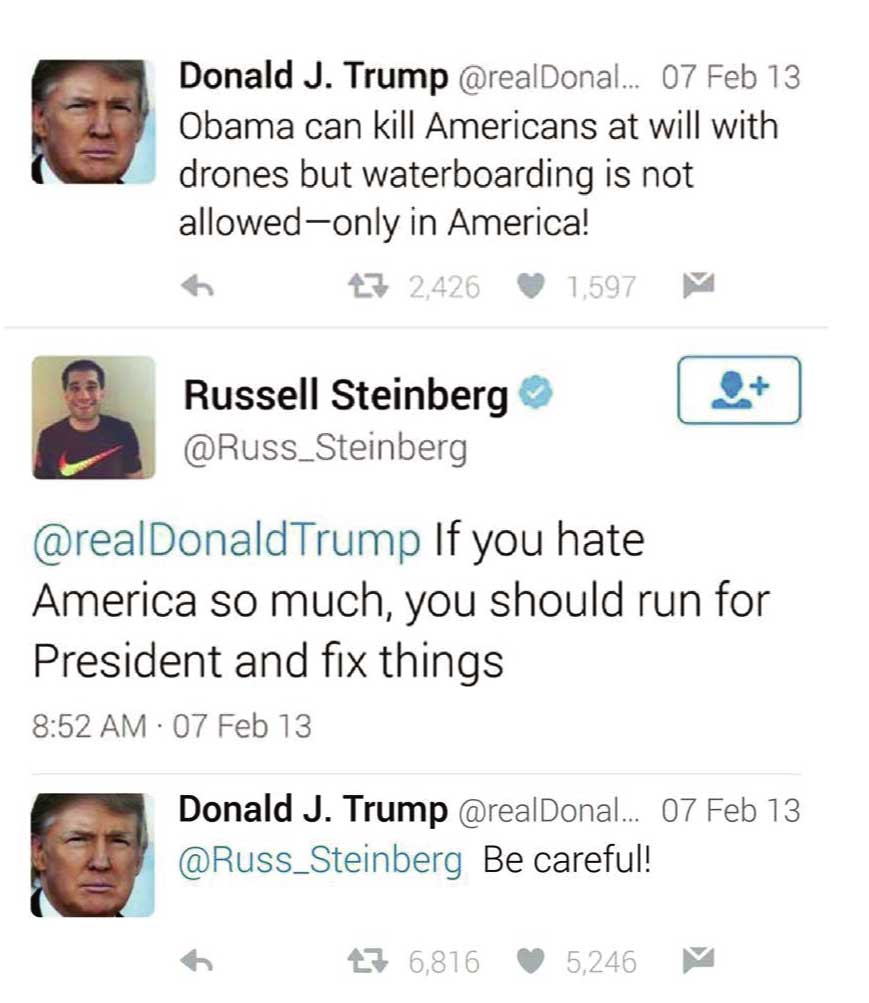 Donald J. Trump @realDonal... 07 Feb 13
Obama can kill Americans at will with
drones but waterboarding is not
allowed—only in America!
2,426 1,597
Russell Steinberg
@Russ_Steinberg
@realDonaldTrump If you hate
America so much, you should run for
President and fix things
8:52 AM · 07 Feb 13
Donald J. Trump @realDonal... 07 Feb 13
@Russ_Steinberg Be careful!
6,816 5,246